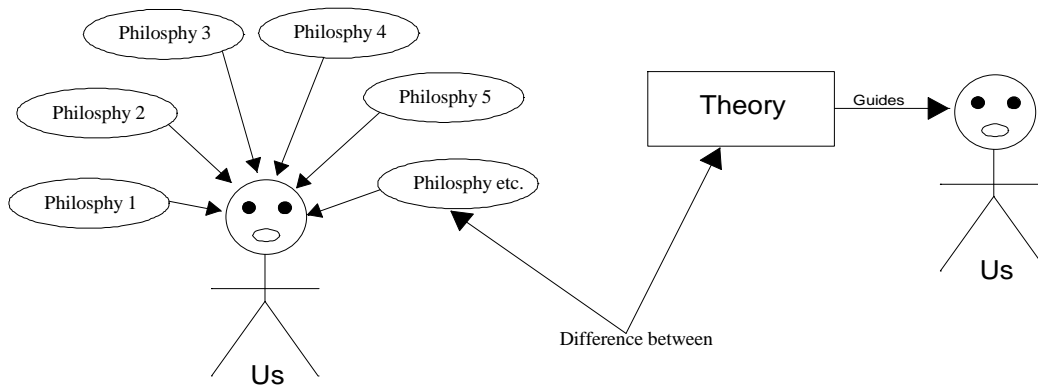 Philosphy 3
Philosphy 4
Philosphy 2
Philosphy 5
Philosphy 1
Philosphy etc.
Us
Difference between
Theory
Guides
Us